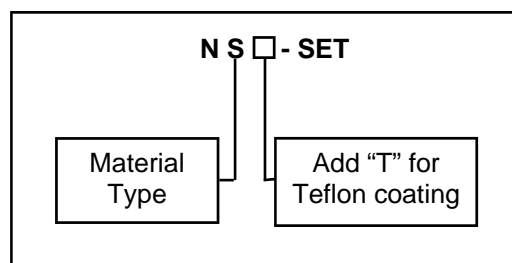 N S □ - SET
Material
Type
Add “T” for
Teflon coating